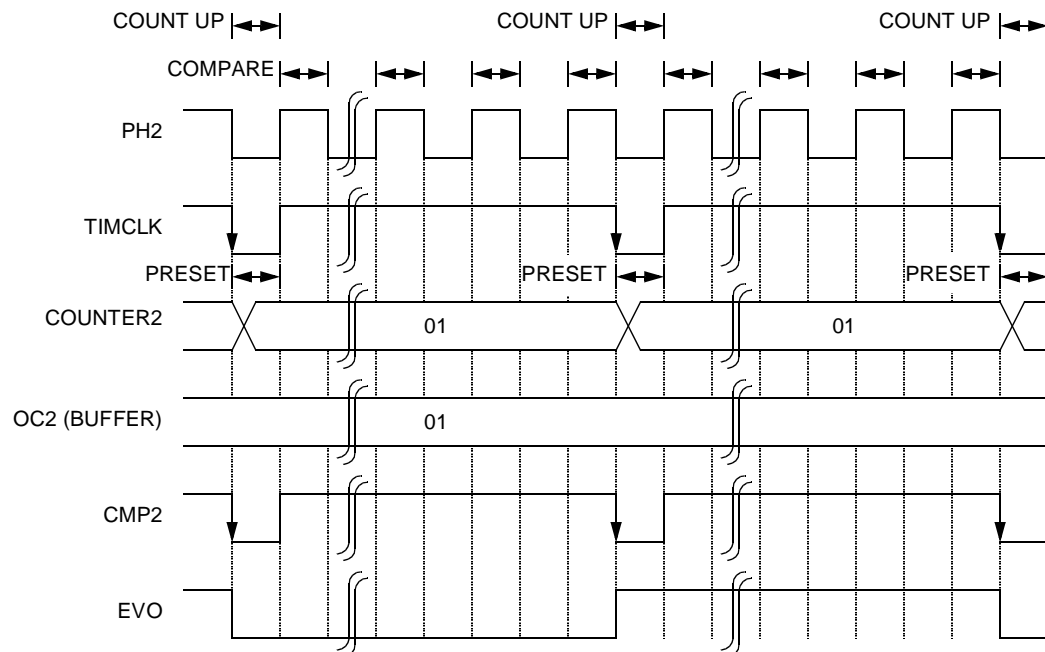 COUNT UP COUNT UP COUNT UP
COMPARE
PH2
TIMCLK
PRESET PRESET PRESET
COUNTER2 01 01
OC2 (BUFFER) 01
CMP2
EVO